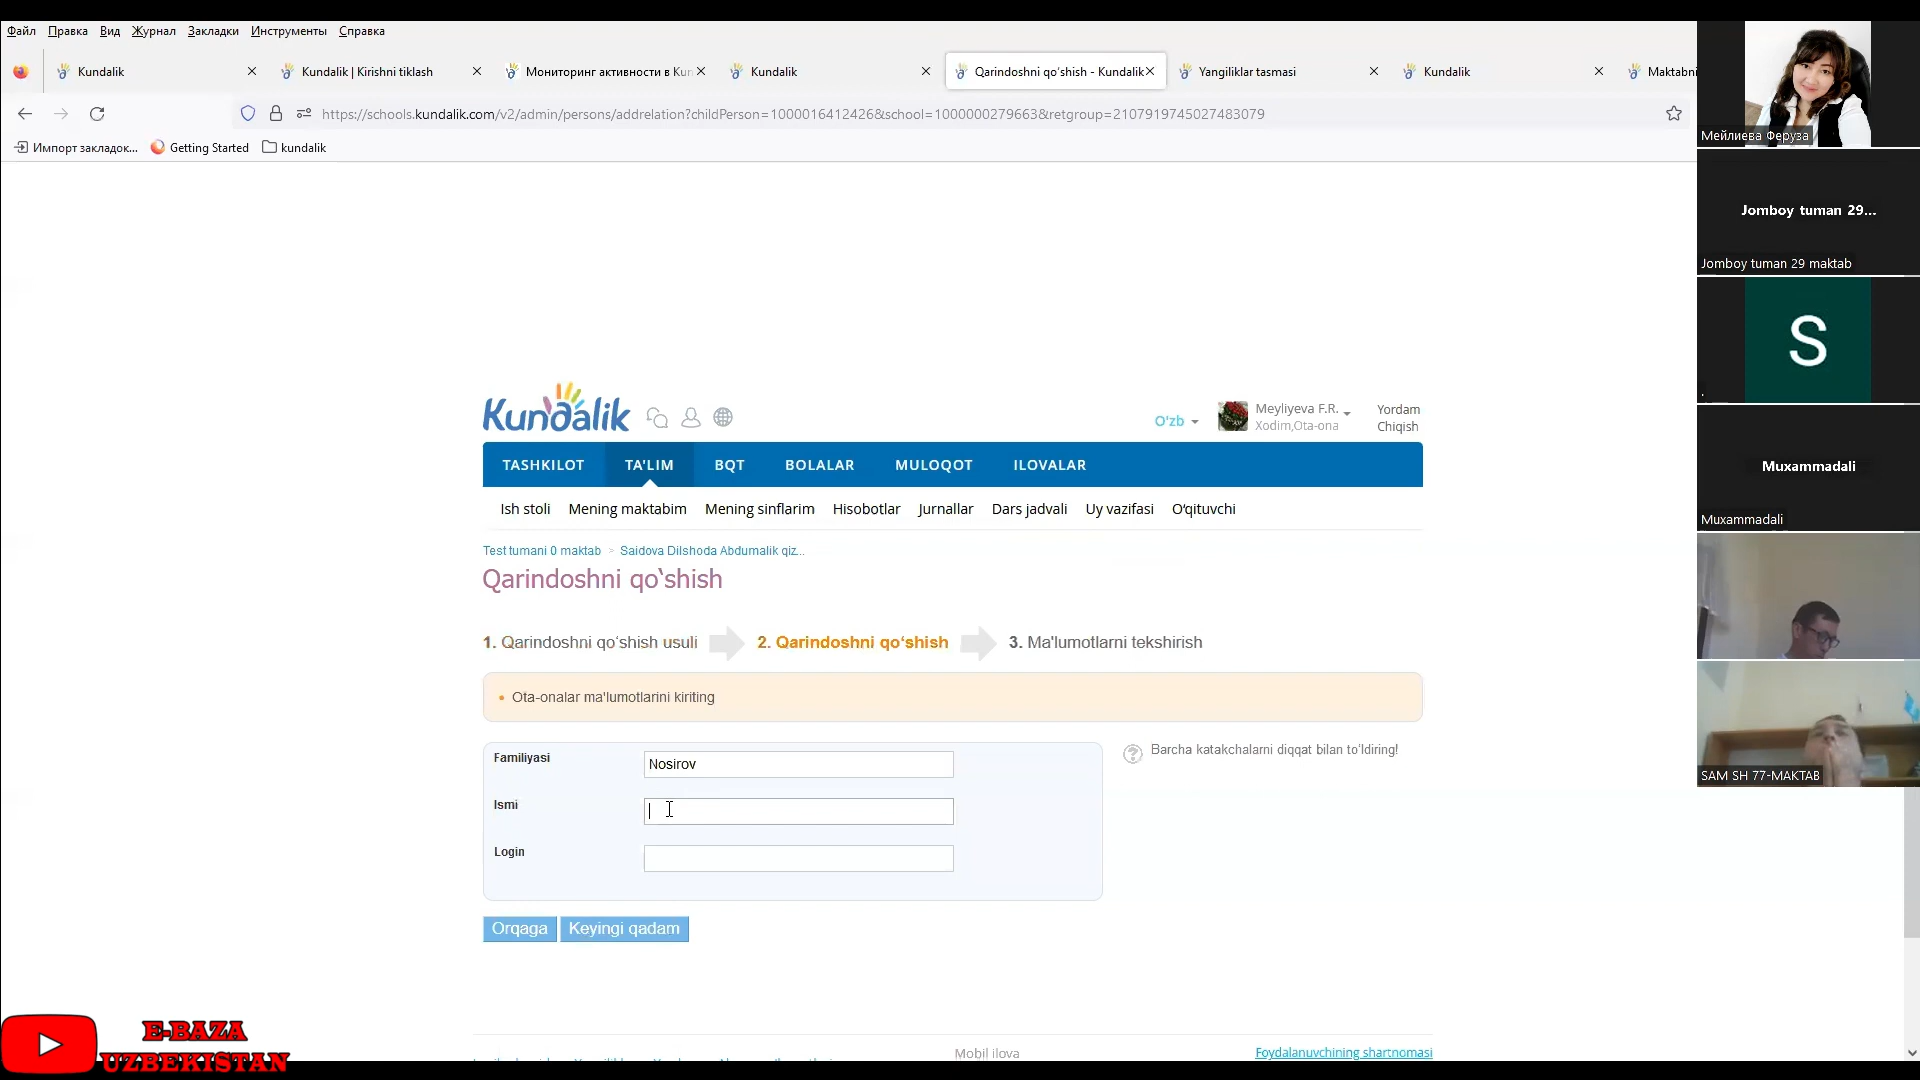 Файл Правка Вид Журнал Закладки Инструменты Справка
Kundalik
Kundalik | Kirishni tiklash
Мониторинг активности в Kun
Kundalik
Qarindoshni qo‘shish - Kundalik
Yangiliklar tasmasi
Kundalik
Maktabni
https://schools.kundalik.com/v2/admin/persons/addrelation?childPerson=1000016412426&school=1000000279663&retgroup=2107919745027483079
Импорт закладок... Getting Started kundalik
Мейлиева Феруза
Jomboy tuman 29...
Jomboy tuman 29 maktab
S
.
Muxammadali
Muxammadali
SAM SH 77-MAKTAB
Kundalik
O'zb
Meyliyeva F.R.
Xodim,Ota-ona
Yordam
Chiqish
TASHKILOT TA'LIM BQT BOLALAR MULOQOT ILOVALAR
Ish stoli Mening maktabim Mening sinflarim Hisobotlar Jurnallar Dars jadvali Uy vazifasi O‘qituvchi
Test tumani 0 maktab > Saidova Dilshoda Abdumalik qiz...
Qarindoshni qo‘shish
1. Qarindoshni qo‘shish usuli 2. Qarindoshni qo‘shish 3. Ma'lumotlarni tekshirish
• Ota-onalar ma'lumotlarini kiriting
Familiyasi Nosirov
Ismi
Login
? Barcha katakchalarni diqqat bilan to‘ldiring!
Orqaga Keyingi qadam
Mobil ilova
Foydalanuvchining shartnomasi
E-BAZA
UZBEKISTAN